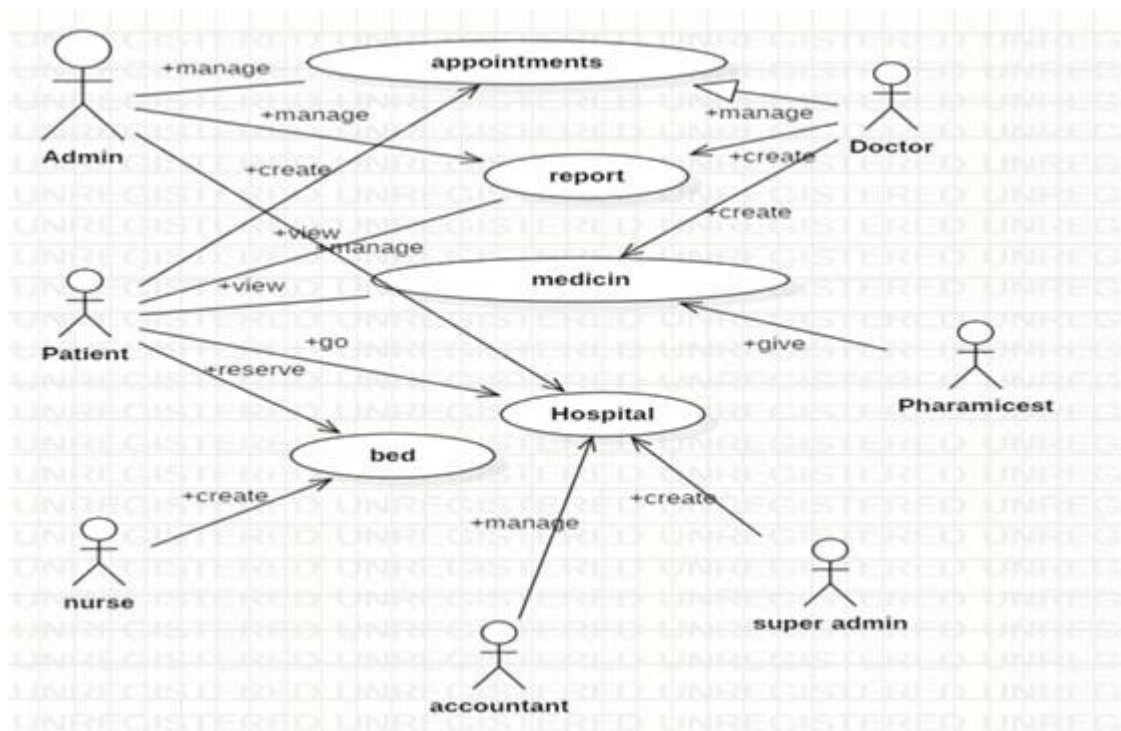 appointments
+manage
+manage
Admin
+manage
Doctor
+create
+create
report
+create
+view
+manage
+view
medicin
Patient
+go
+give
+reserve
Pharamicest
Hospital
bed
+create
+create
+manage
nurse
super admin
accountant
UNREGISTERED